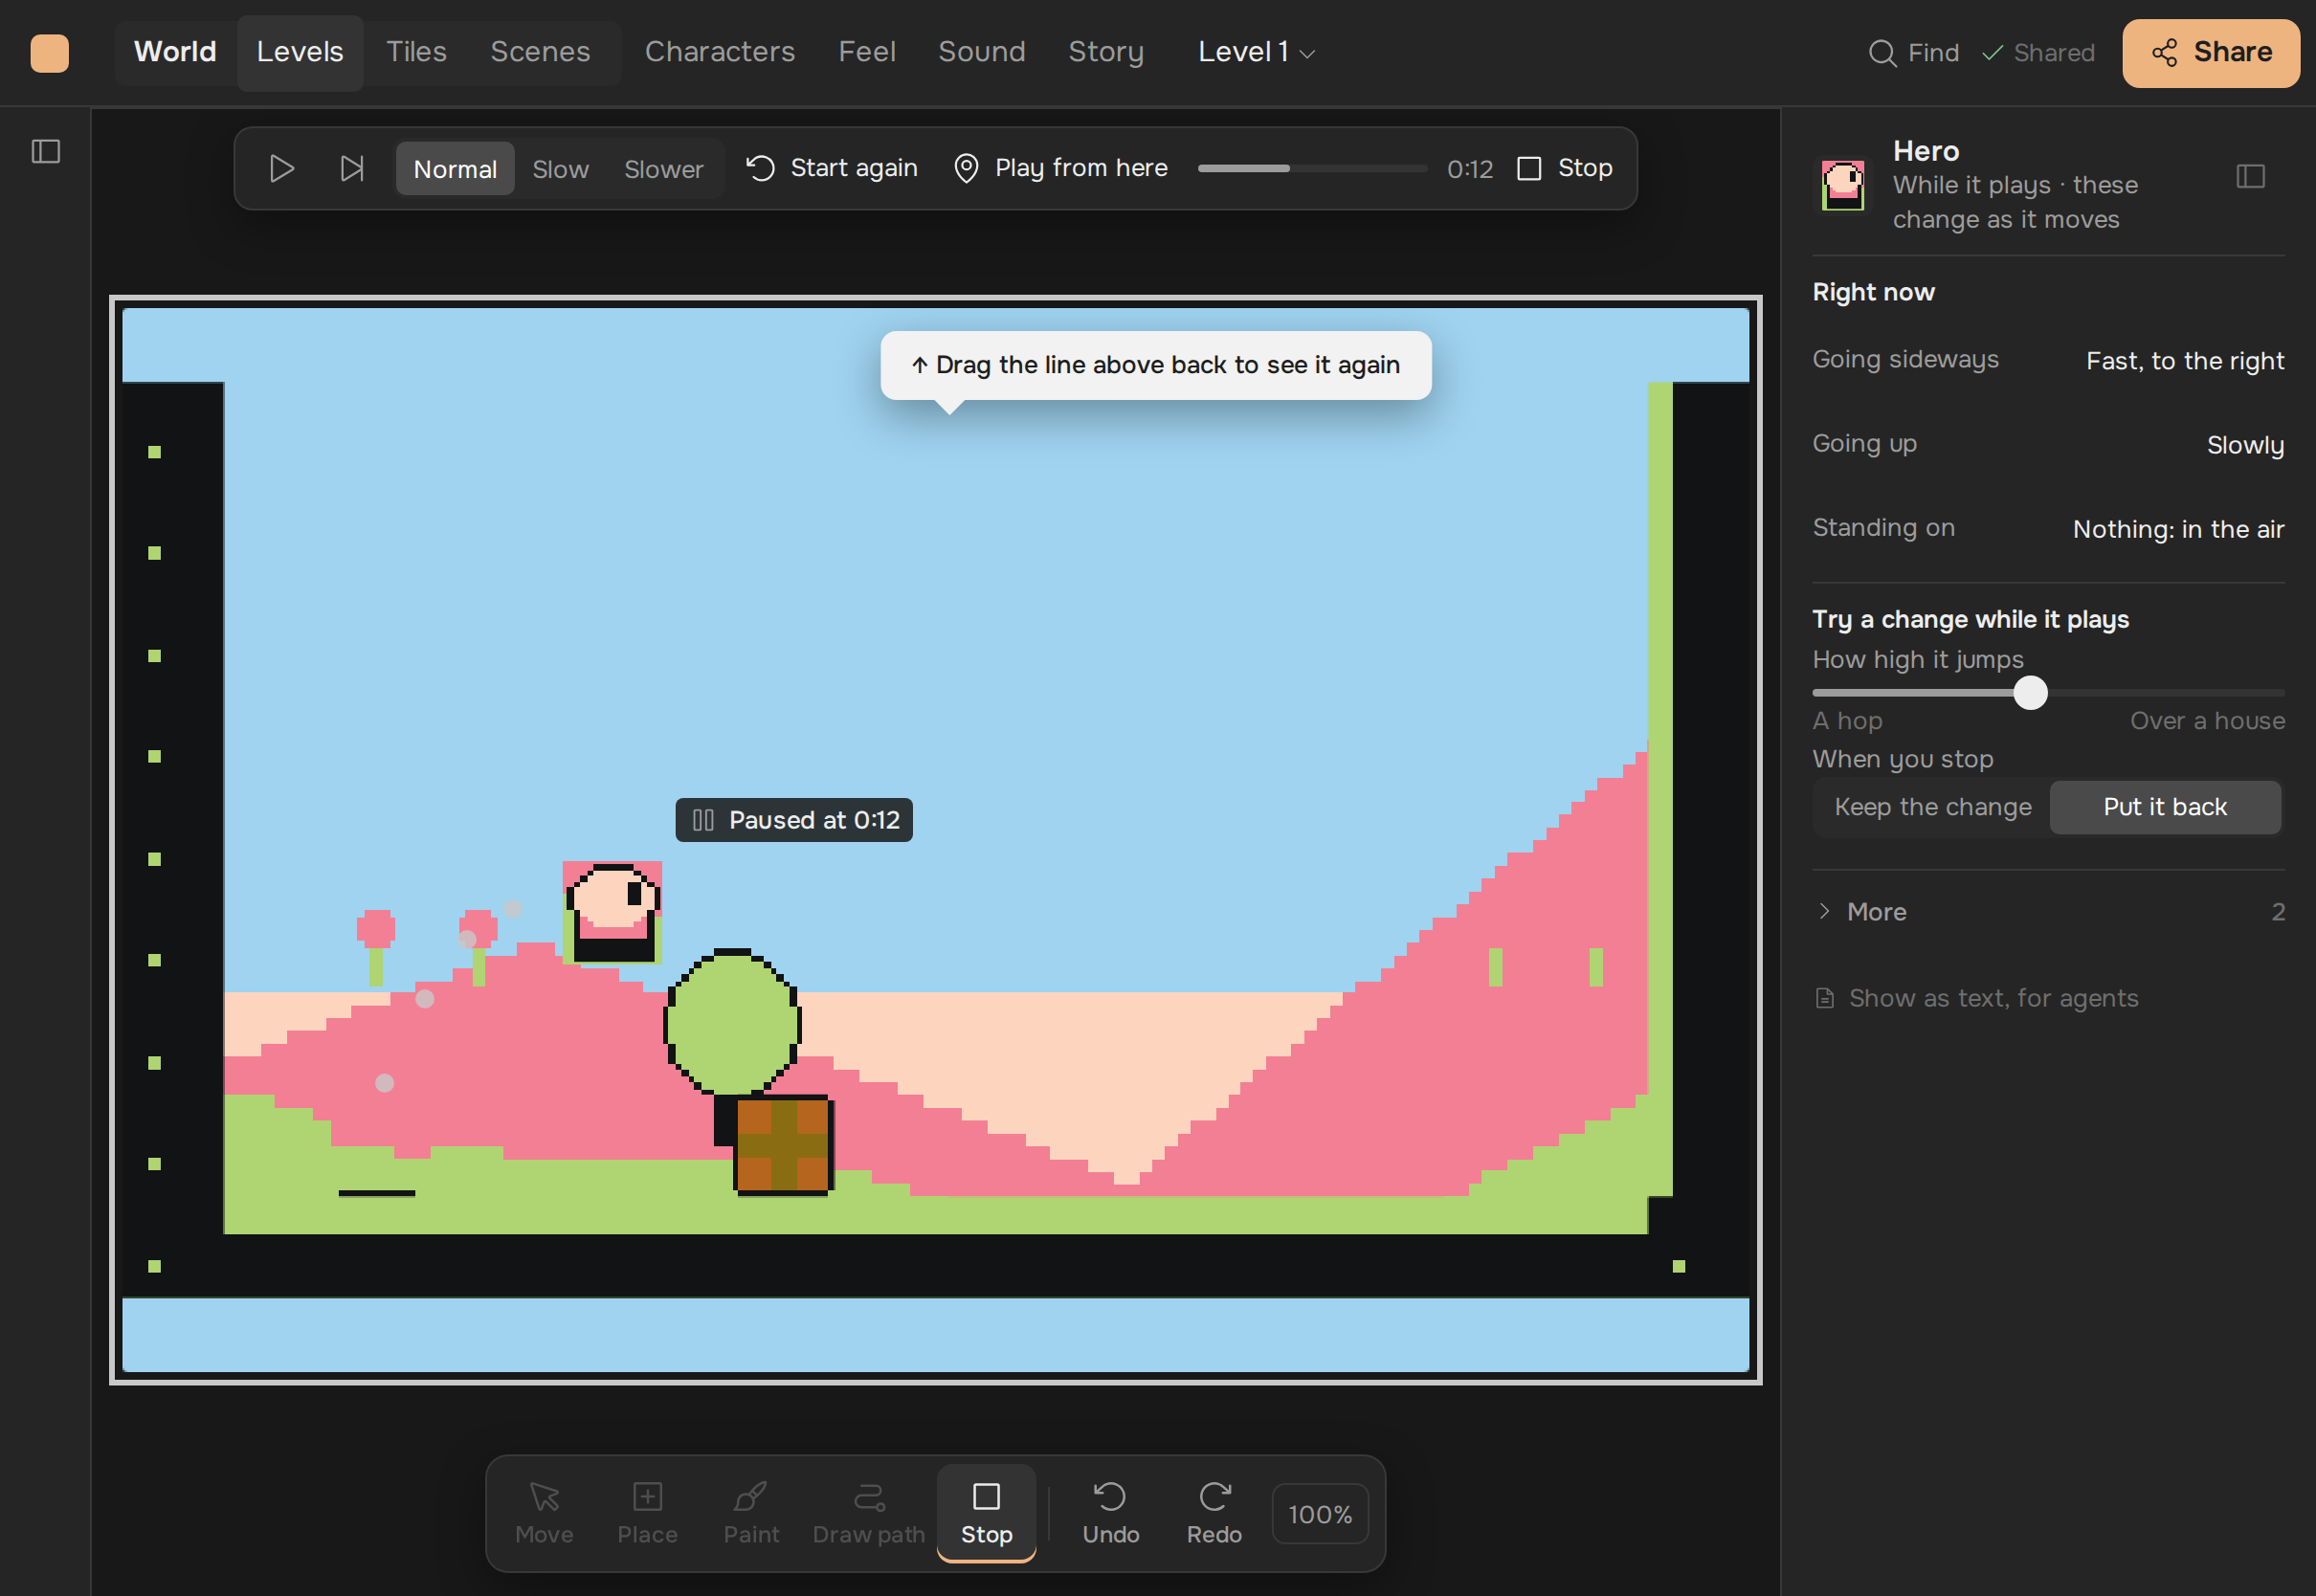 World Levels Tiles Scenes Characters Feel Sound Story Level 1 Find Shared Share
Normal Slow Slower Start again Play from here 0:12 Stop
Hero
While it plays · these
change as it moves
Right now
↑ Drag the line above back to see it again
Going sideways Fast, to the right
Going up Slowly
Standing on Nothing: in the air
Try a change while it plays
How high it jumps
A hop Over a house
When you stop
Keep the change Put it back
Paused at 0:12
More 2
Show as text, for agents
Move Place Paint Draw path Stop Undo Redo 100%